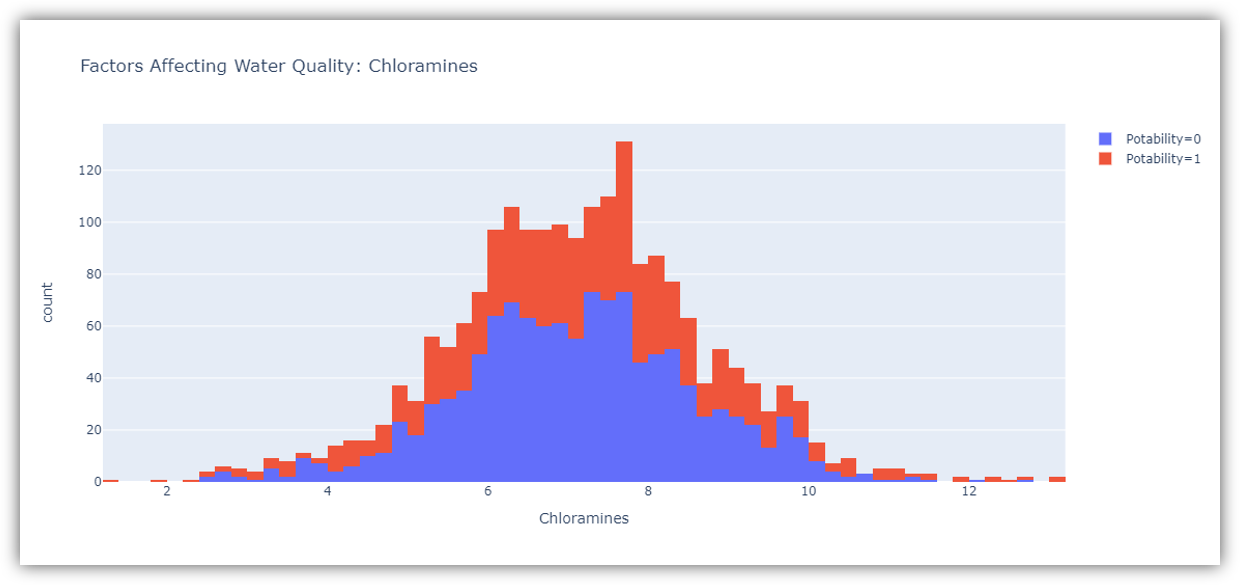 Factors Affecting Water Quality: Chloramines
Potability=0
Potability=1
120
100
80
60
40
20
0
count
2 4 6 8 10 12
Chloramines